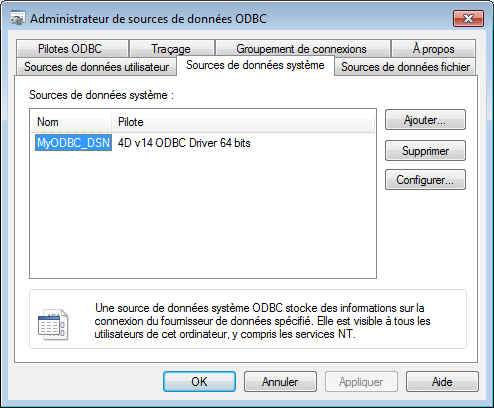 Administrateur de sources de données ODBC
Pilotes ODBC
Traçage
Groupement de connexions
À propos
Sources de données utilisateur
Sources de données système
Sources de données fichier
Sources de données système :
Nom
Pilote
MyODBC_DSN
4D v14 ODBC Driver 64 bits
Ajouter...
Supprimer
Configurer...
Une source de données système ODBC stocke des informations sur la
connexion du fournisseur de données spécifié. Elle est visible à tous les
utilisateurs de cet ordinateur, y compris les services NT.
OK
Annuler
Appliquer
Aide